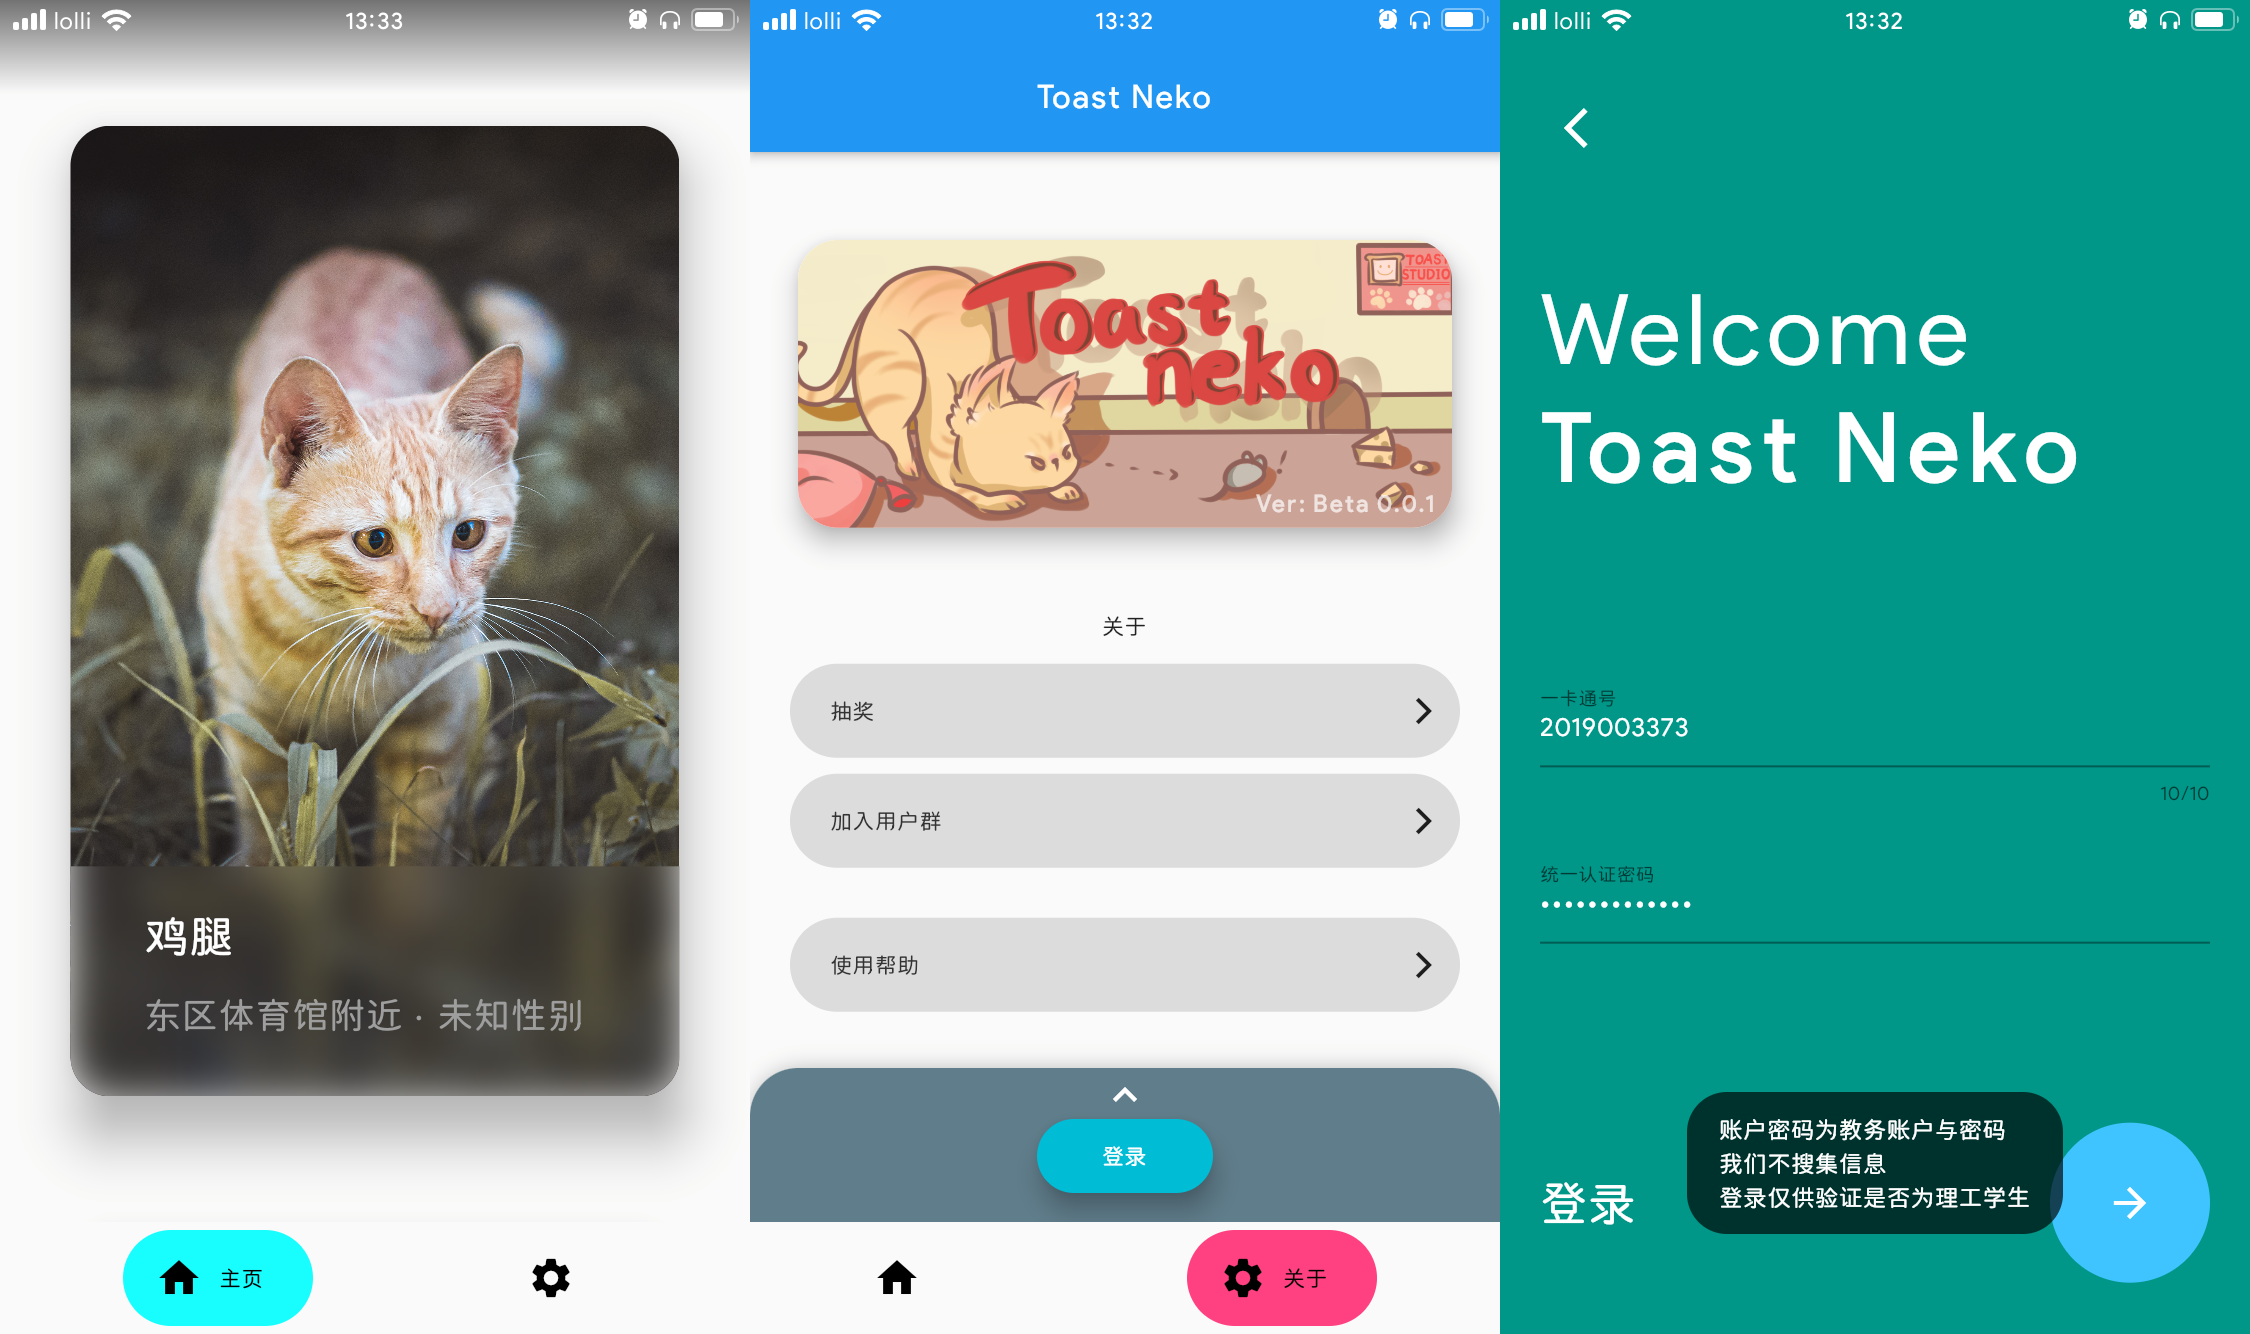 lolli
13:33
鸡腿
东区体育馆附近 · 未知性别
主页
lolli
13:32
Toast Neko
Toast
neko
TOAST
STUDIO
Ver: Beta 0.0.1
关于
抽奖
加入用户群
使用帮助
登录
关于
lolli
13:32
Welcome
Toast Neko
一卡通号
2019003373
10/10
统一认证密码
•••••••••••••
账户密码为教务账户与密码
我们不搜集信息
登录仅供验证是否为理工学生
登录